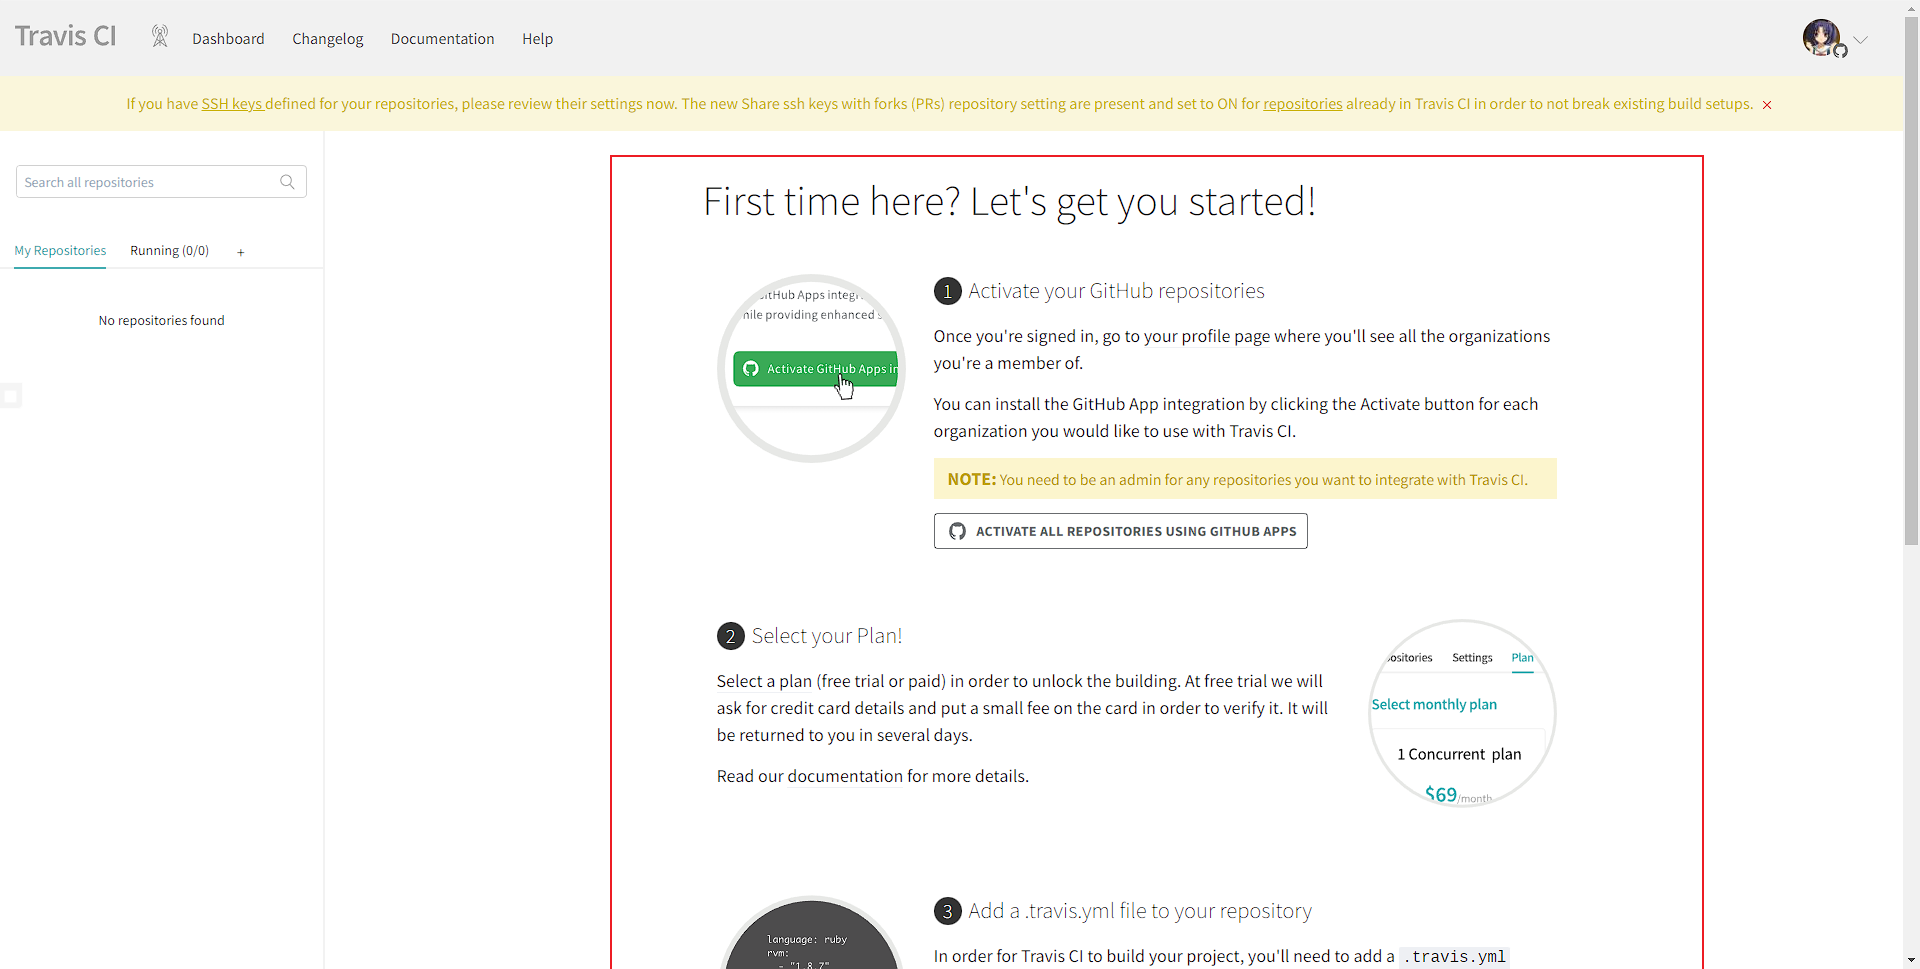 Travis CI
Dashboard
Changelog
Documentation
Help
If you have SSH keys defined for your repositories, please review their settings now. The new Share ssh keys with forks (PRs) repository setting are present and set to ON for repositories already in Travis CI in order to not break existing build setups. ×
Search all repositories
My Repositories
Running (0/0)
+
No repositories found
First time here? Let's get you started!
itHub Apps integr
hile providing enhanced s
Activate GitHub Apps in
1 Activate your GitHub repositories
Once you're signed in, go to your profile page where you'll see all the organizations
you're a member of.
You can install the GitHub App integration by clicking the Activate button for each
organization you would like to use with Travis CI.
NOTE: You need to be an admin for any repositories you want to integrate with Travis CI.
ACTIVATE ALL REPOSITORIES USING GITHUB APPS
2 Select your Plan!
Select a plan (free trial or paid) in order to unlock the building. At free trial we will
ask for credit card details and put a small fee on the card in order to verify it. It will
be returned to you in several days.
Read our documentation for more details.
ositories Settings Plan
Select monthly plan
1 Concurrent plan
$69/month
language: ruby
rvm:
- "1.8.7"
3 Add a .travis.yml file to your repository
In order for Travis CI to build your project, you'll need to add a .travis.yml